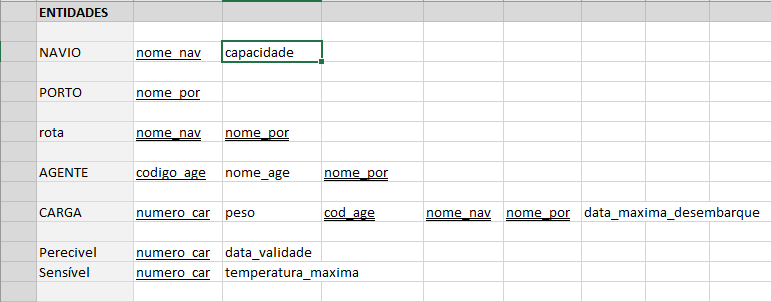 ENTIDADES
NAVIO nome_nav capacidade
PORTO nome_por
rota nome_nav nome_por
AGENTE codigo_age nome_age nome_por
CARGA numero_car peso cod_age nome_nav nome_por data_maxima_desembarque
Perecivel numero_car data_validade
Sensível numero_car temperatura_maxima